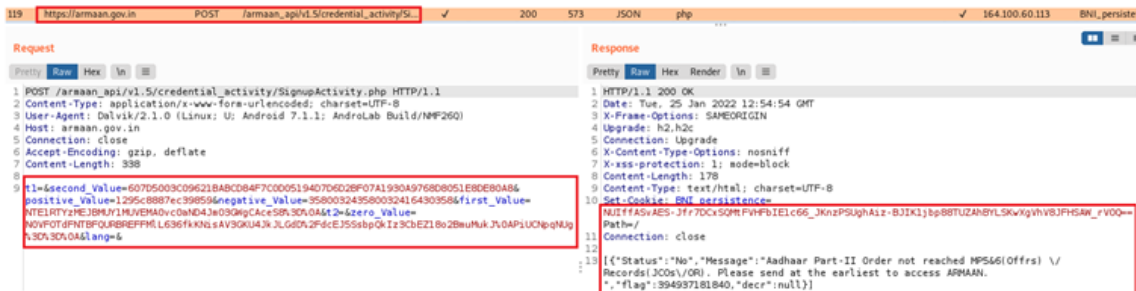 119 https://armaan.gov.in POST /armaan_api/v1.5/credential_activity/Si... ✓ 200 573 JSON php ✓ 164.100.60.113 BNI_persiste
Request
Pretty Raw Hex \n ≡
1 POST /armaan_api/v1.5/credential_activity/SignupActivity.php HTTP/1.1
2 Content-Type: application/x-www-form-urlencoded; charset=UTF-8
3 User-Agent: Dalvik/2.1.0 (Linux; U; Android 7.1.1; AndroLab Build/NMF26Q)
4 Host: armaan.gov.in
5 Connection: close
6 Accept-Encoding: gzip, deflate
7 Content-Length: 338
8
9 t1=&second_Value=607D5003C09621BABCD84F7C0D05194D7D6D2BF07A1930A9768D8051E8DE80A8&
positive_Value=1295c8887ec39859&negative_Value=358003243580032416430358&first_Value=
&t2=&zero_Value=
&lang=&
Response
Pretty Raw Hex Render \n ≡
1 HTTP/1.1 200 OK
2 Date: Tue, 25 Jan 2022 12:54:54 GMT
3 X-Frame-Options: SAMEORIGIN
4 Upgrade: h2,h2c
5 Connection: Upgrade
6 X-Content-Type-Options: nosniff
7 X-xss-protection: 1; mode=block
8 Content-Length: 178
9 Content-Type: text/html; charset=UTF-8
10 Set-Cookie: BNI_persistence=
Path=/
11 Connection: close
12
13 [{"Status":"No","Message":"Aadhaar Part-II Order not reached MP5&6(Offrs) \/
Records(JCOs\/OR). Please send at the earliest to access ARMAAN.
","flag":394937181840,"decr":null}]